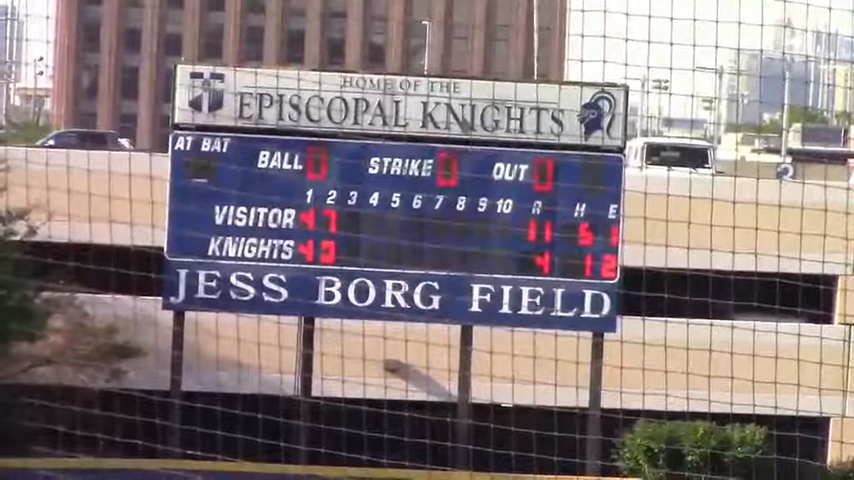 HOME OF THE
EPISCOPAL KNIGHTS
AT BAT BALL 0 STRIKE 0 OUT 0
1 2 3 4 5 6 7 8 9 10 R H E
VISITOR 4 7 11 5 1
KNIGHTS 4 0 4 1 2
JESS BORG FIELD